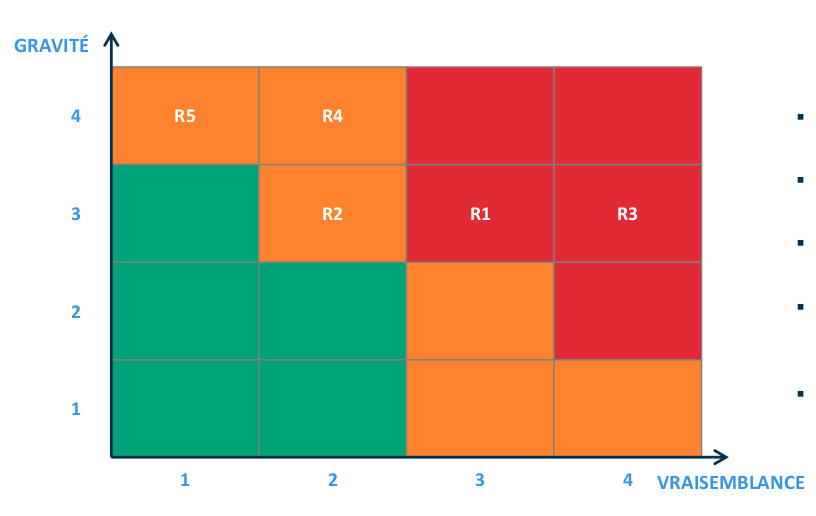 GRAVITÉ
4 R5 R4
3 R2 R1 R3
2
1
1 2 3 4 VRAISEMBLANCE